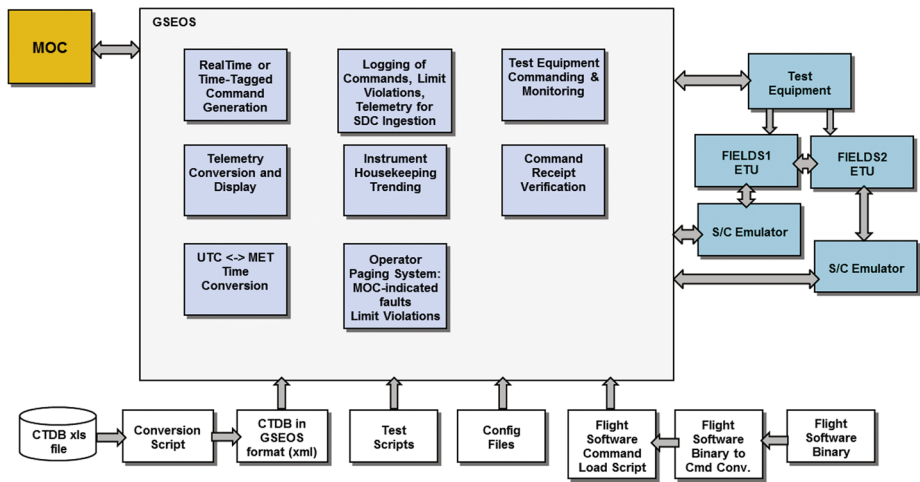 MOC
GSEOS
RealTime or
Time-Tagged
Command
Generation
Logging of
Commands, Limit
Violations,
Telemetry for
SDC Ingestion
Test Equipment
Commanding &
Monitoring
Telemetry
Conversion and
Display
Instrument
Housekeeping
Trending
Command
Receipt
Verification
UTC <-> MET
Time
Conversion
Operator
Paging System:
MOC-indicated
faults
Limit Violations
Test
Equipment
FIELDS1
ETU
FIELDS2
ETU
S/C Emulator
S/C Emulator
CTDB xls
file
Conversion
Script
CTDB in
GSEOS
format (xml)
Test
Scripts
Config
Files
Flight
Software
Command
Load Script
Flight
Software
Binary to
Cmd Conv.
Flight
Software
Binary